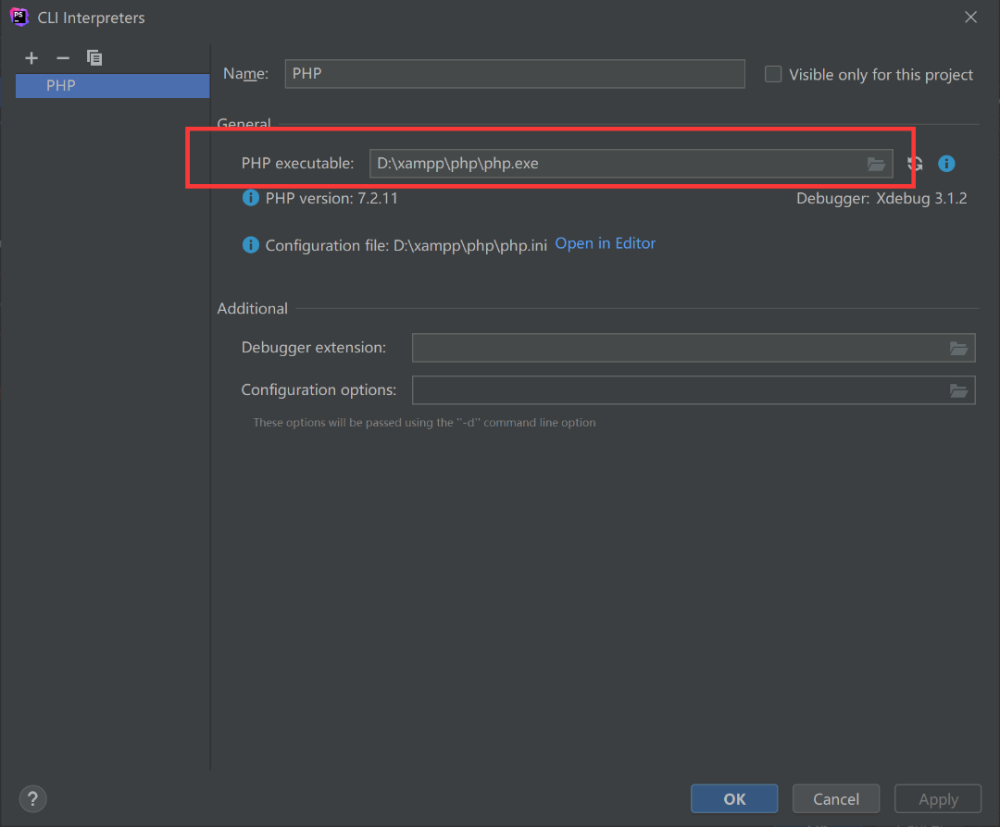 PS CLI Interpreters
PHP
Name: PHP Visible only for this project
General
PHP executable: D:\xampp\php\php.exe
PHP version: 7.2.11 Debugger: Xdebug 3.1.2
Configuration file: D:\xampp\php\php.ini Open in Editor
Additional
Debugger extension:
Configuration options:
These options will be passed using the "-d" command line option
? OK Cancel Apply